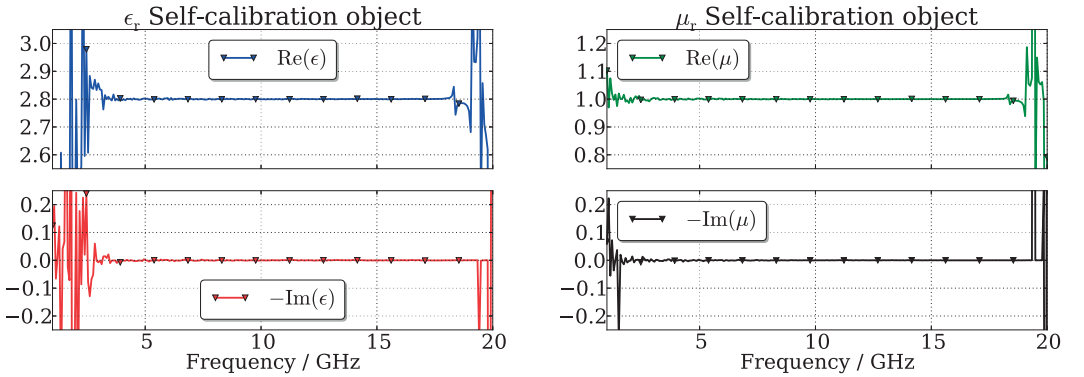 ϵr Self-calibration object
3.0
2.9
2.8
2.7
2.6
Re(ϵ)
0.2
0.1
0.0
−0.1
−0.2
−Im(ϵ)
5 10 15 20
Frequency / GHz
μr Self-calibration object
1.2
1.1
1.0
0.9
0.8
Re(μ)
0.2
0.1
0.0
−0.1
−0.2
−Im(μ)
5 10 15 20
Frequency / GHz